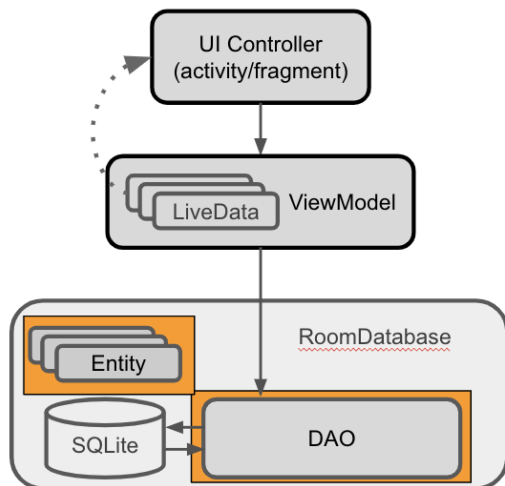 UI Controller
(activity/fragment)
LiveData
ViewModel
RoomDatabase
Entity
SQLite
DAO